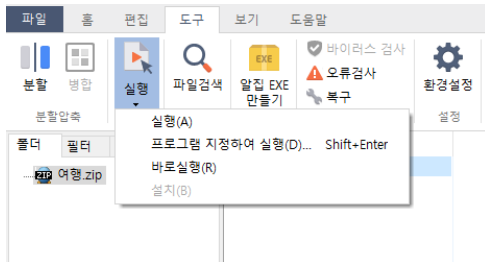 파일 홈 편집 도구 보기 도움말
분할 병합 실행 파일검색 EXE 알집 EXE 만들기 바이러스 검사 오류검사 복구 환경설정
분할압축 설정
실행(A)
프로그램 지정하여 실행(D)... Shift+Enter
바로실행(R)
설치(B)
폴더 필터
ZIP 여행.zip